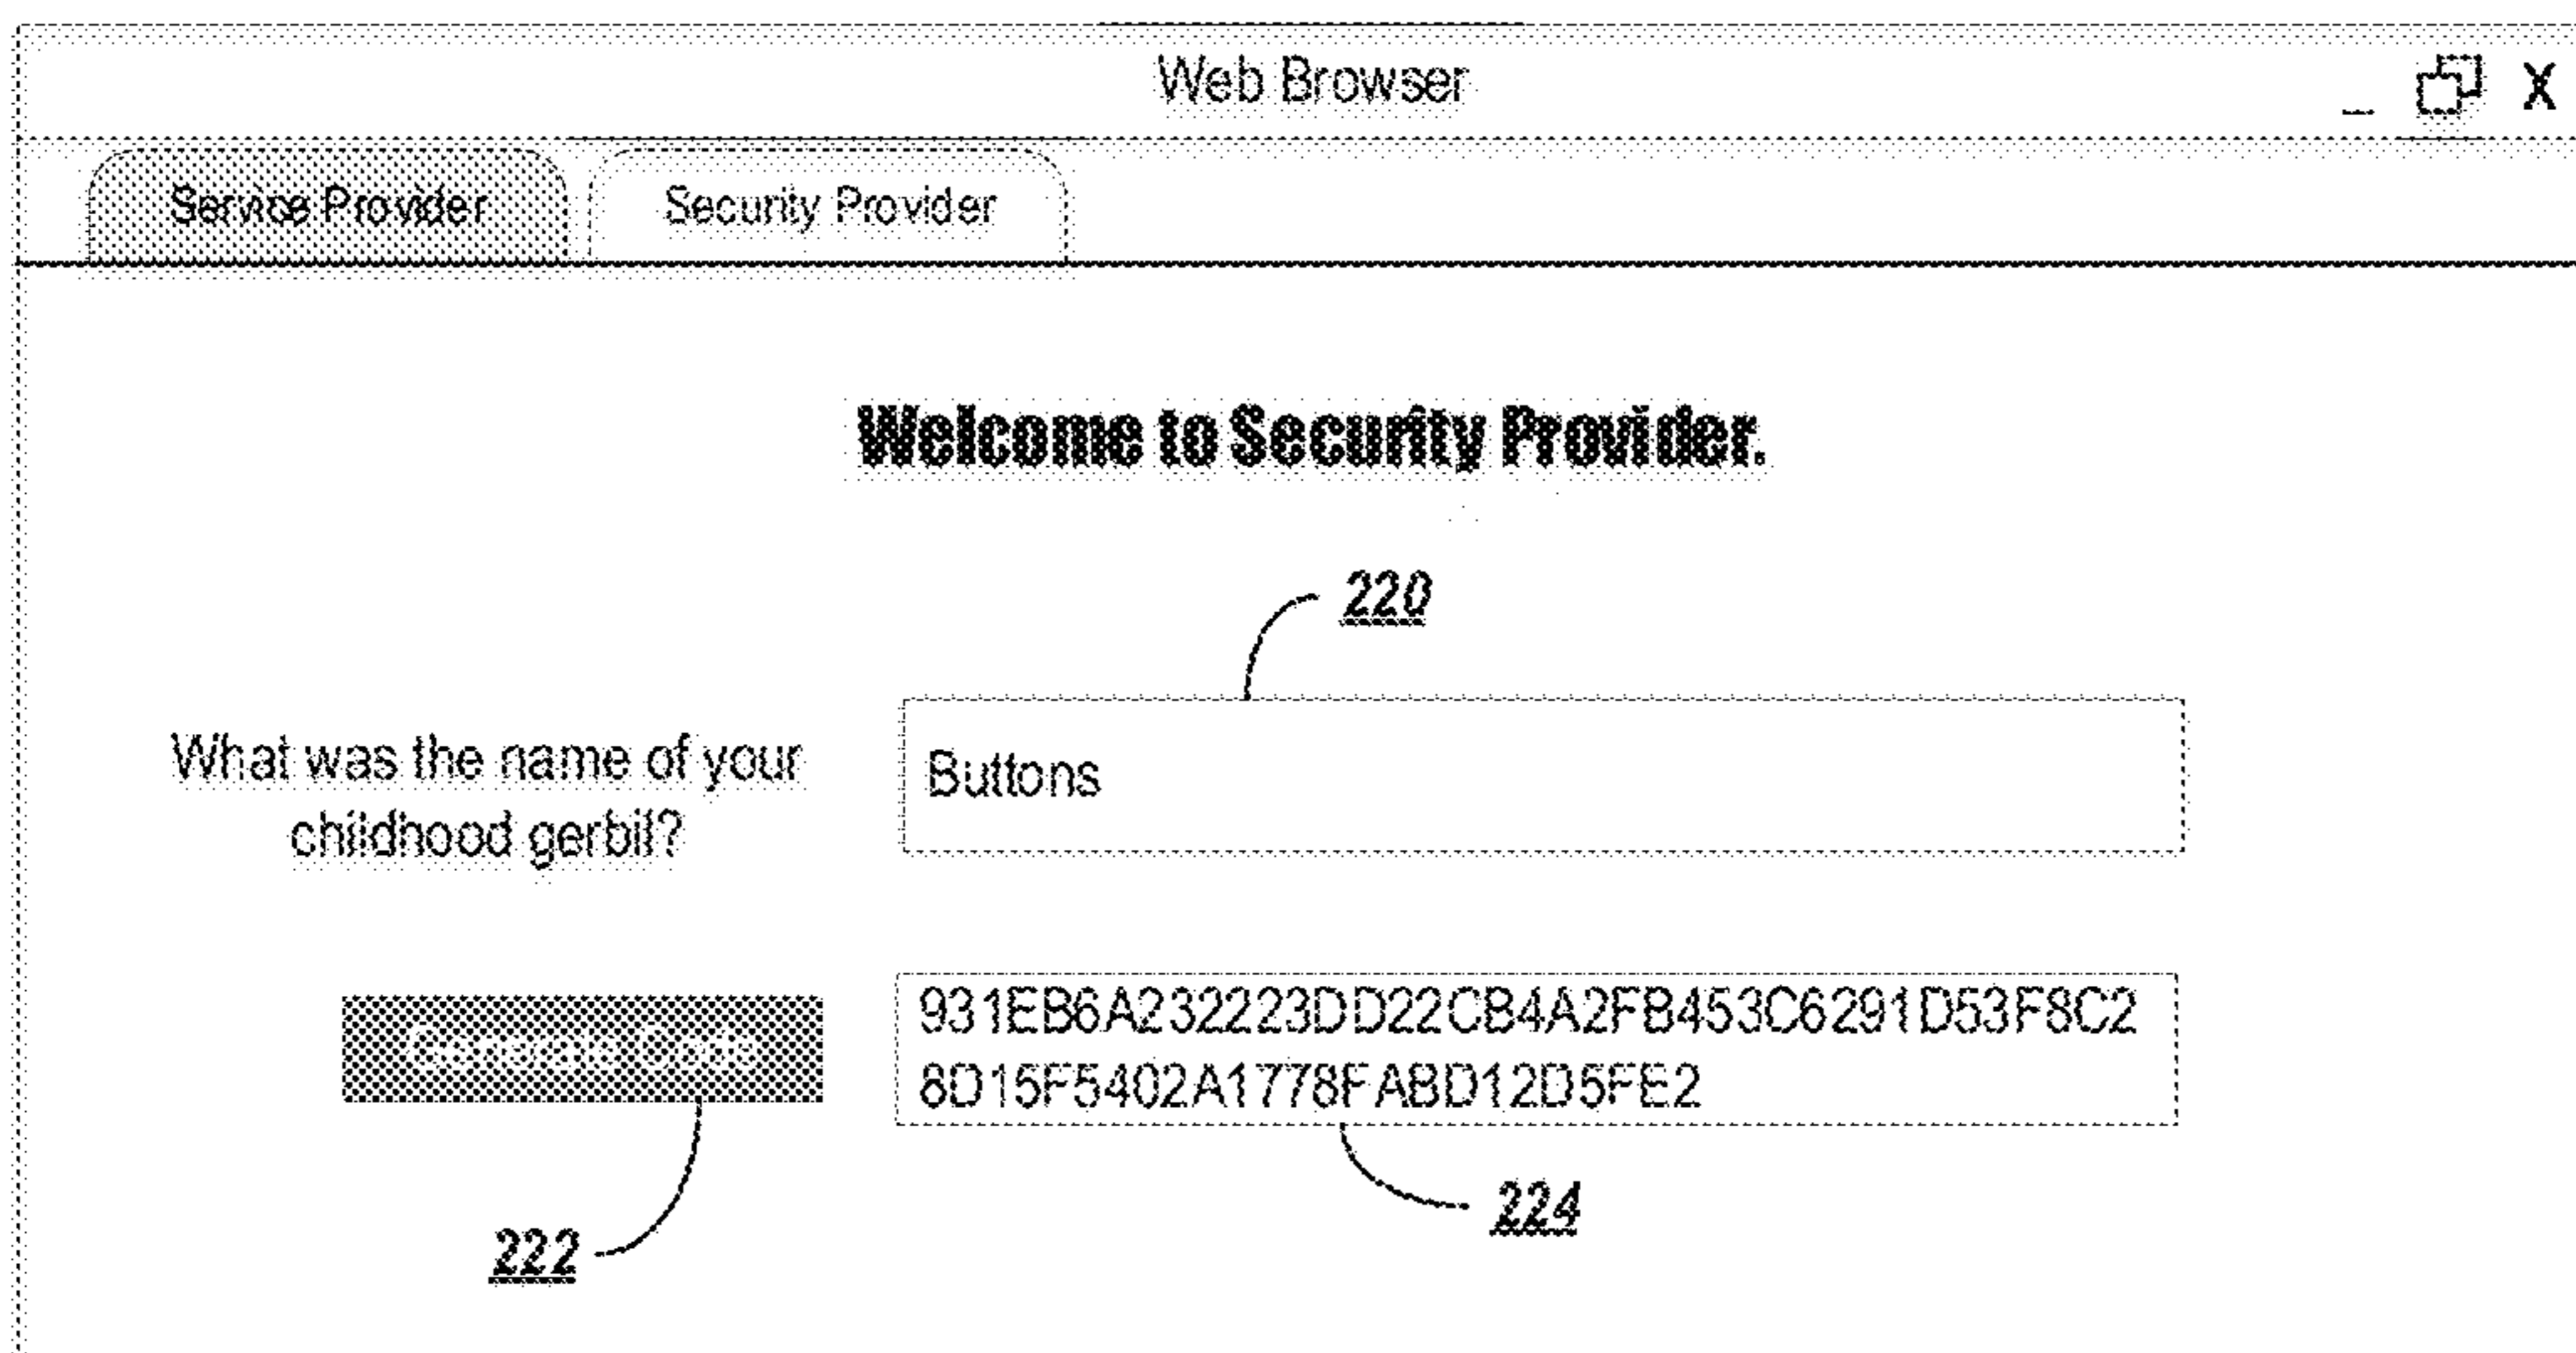 Web Browser
_ X
Service Provider Security Provider
Welcome to Security Provider.
220
What was the name of your
childhood gerbil?
Buttons
931EB6A232223DD22CB4A2FB453C6291D53F8C2
8D15F5402A1778FABD12D5FE2
222
224